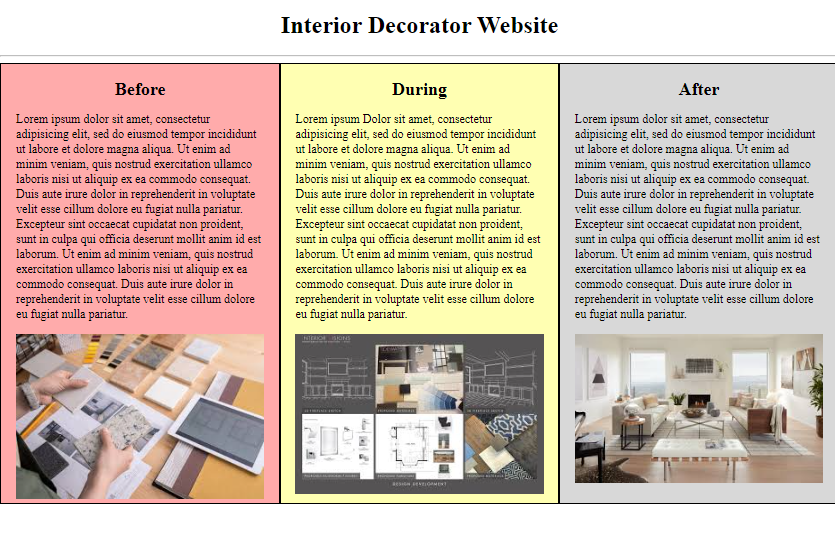 Interior Decorator Website
Before
Lorem ipsum dolor sit amet, consectetur
adipisicing elit, sed do eiusmod tempor incididunt
ut labore et dolore magna aliqua. Ut enim ad
minim veniam, quis nostrud exercitation ullamco
laboris nisi ut aliquip ex ea commodo consequat.
Duis aute irure dolor in reprehenderit in voluptate
velit esse cillum dolore eu fugiat nulla pariatur.
Excepteur sint occaecat cupidatat non proident,
sunt in culpa qui officia deserunt mollit anim id est
laborum. Ut enim ad minim veniam, quis nostrud
exercitation ullamco laboris nisi ut aliquip ex ea
commodo consequat. Duis aute irure dolor in
reprehenderit in voluptate velit esse cillum dolore
eu fugiat nulla pariatur.
During
Lorem ipsum Dolor sit amet, consectetur
adipisicing elit, sed do eiusmod tempor incididunt
ut labore et dolore magna aliqua. Ut enim ad
minim veniam, quis nostrud exercitation ullamco
laboris nisi ut aliquip ex ea commodo consequat.
Duis aute irure dolor in reprehenderit in voluptate
velit esse cillum dolore eu fugiat nulla pariatur.
Excepteur sint occaecat cupidatat non proident,
sunt in culpa qui officia deserunt mollit anim id est
laborum. Ut enim ad minim veniam, quis nostrud
exercitation ullamco laboris nisi ut aliquip ex ea
commodo consequat. Duis aute irure dolor in
reprehenderit in voluptate velit esse cillum dolore
eu fugiat nulla pariatur.
INTERIOR
DESIGN DEVELOPMENT
After
Lorem ipsum dolor sit amet, consectetur
adipisicing elit, sed do eiusmod tempor incididunt
ut labore et dolore magna aliqua. Ut enim ad
minim veniam, quis nostrud exercitation ullamco
laboris nisi ut aliquip ex ea commodo consequat.
Duis aute irure dolor in reprehenderit in voluptate
velit esse cillum dolore eu fugiat nulla pariatur.
Excepteur sint occaecat cupidatat non proident,
sunt in culpa qui officia deserunt mollit anim id est
laborum. Ut enim ad minim veniam, quis nostrud
exercitation ullamco laboris nisi ut aliquip ex ea
commodo consequat. Duis aute irure dolor in
reprehenderit in voluptate velit esse cillum dolore
eu fugiat nulla pariatur.